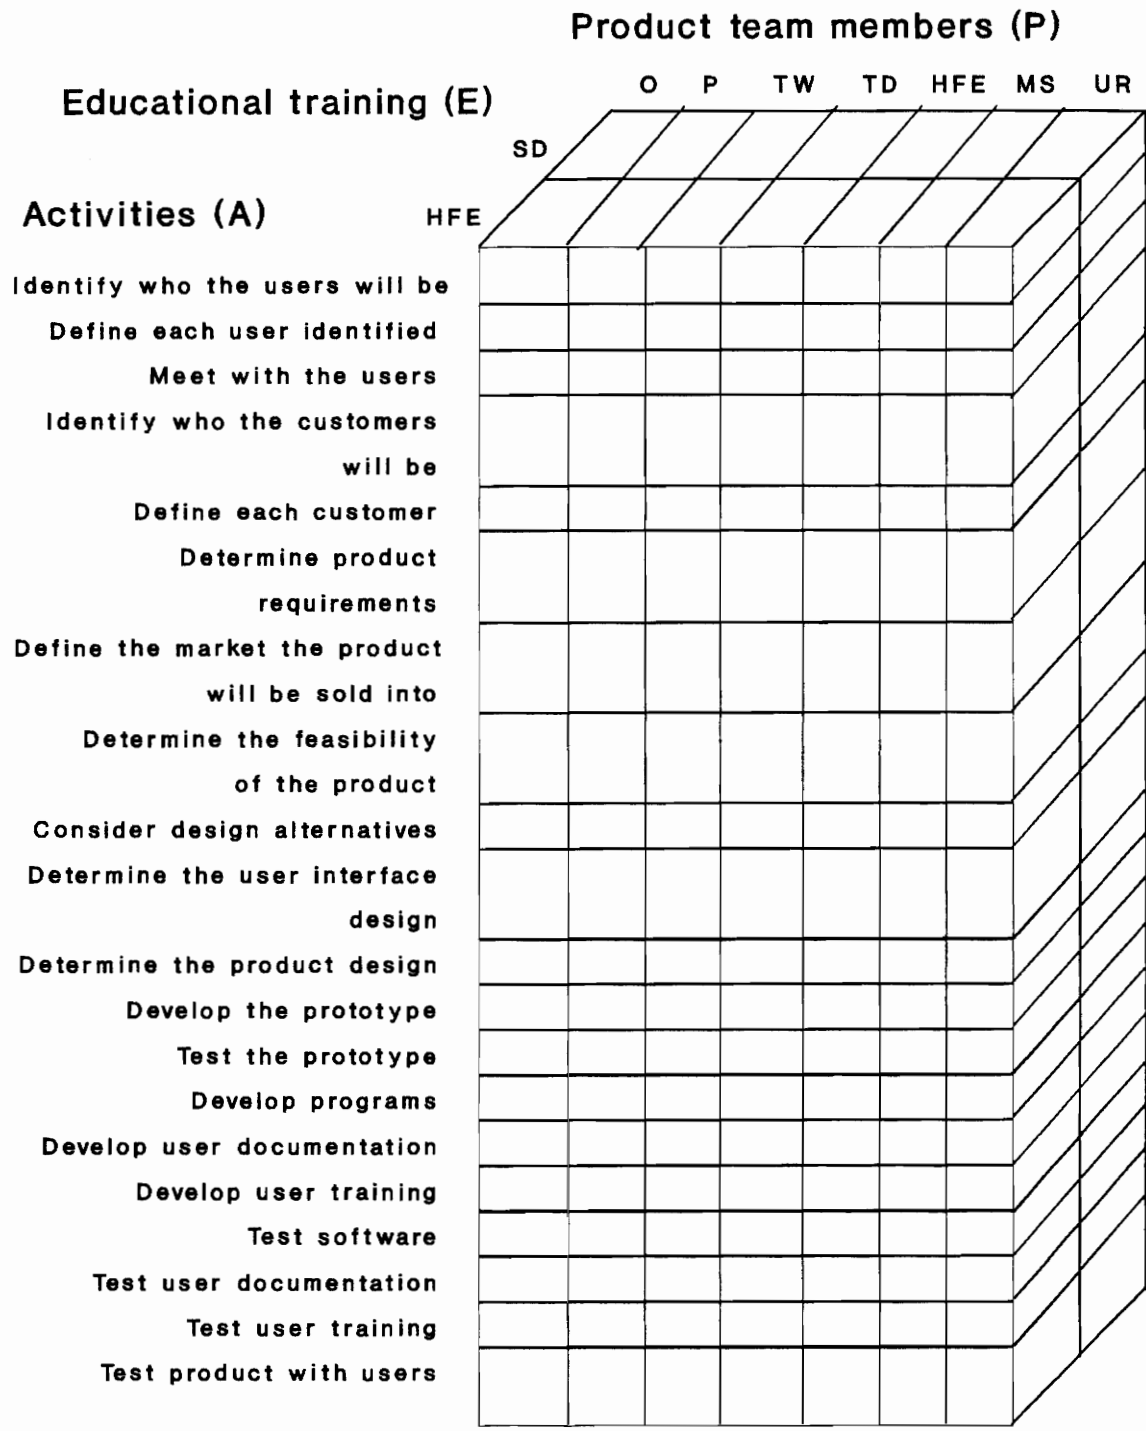 Product team members (P)
O P TW TD HFE MS UR
Educational training (E)
SD
Activities (A)
HFE
Identify who the users will be
Define each user identified
Meet with the users
Identify who the customers
will be
Define each customer
Determine product
requirements
Define the market the product
will be sold into
Determine the feasibility
of the product
Consider design alternatives
Determine the user interface
design
Determine the product design
Develop the prototype
Test the prototype
Develop programs
Develop user documentation
Develop user training
Test software
Test user documentation
Test user training
Test product with users